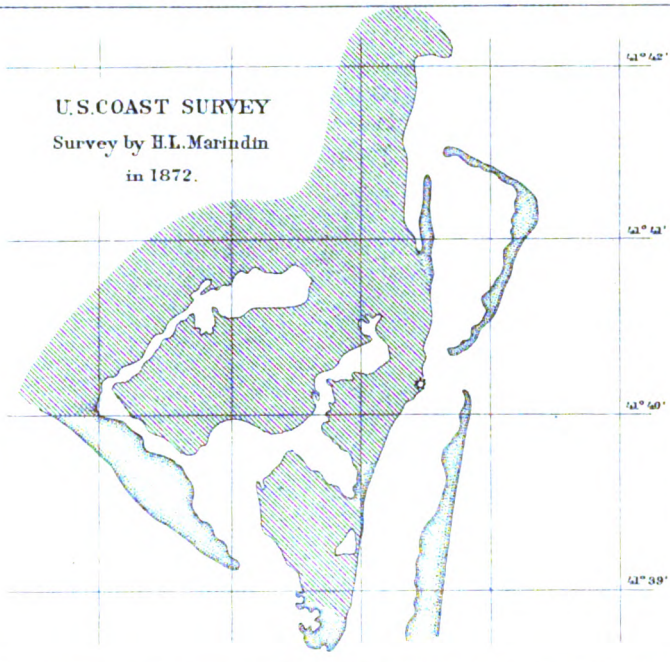 U.S.COAST SURVEY
Survey by H.L.Marindin
in 1872.
41°42'
41°41'
41°40'
41°39'